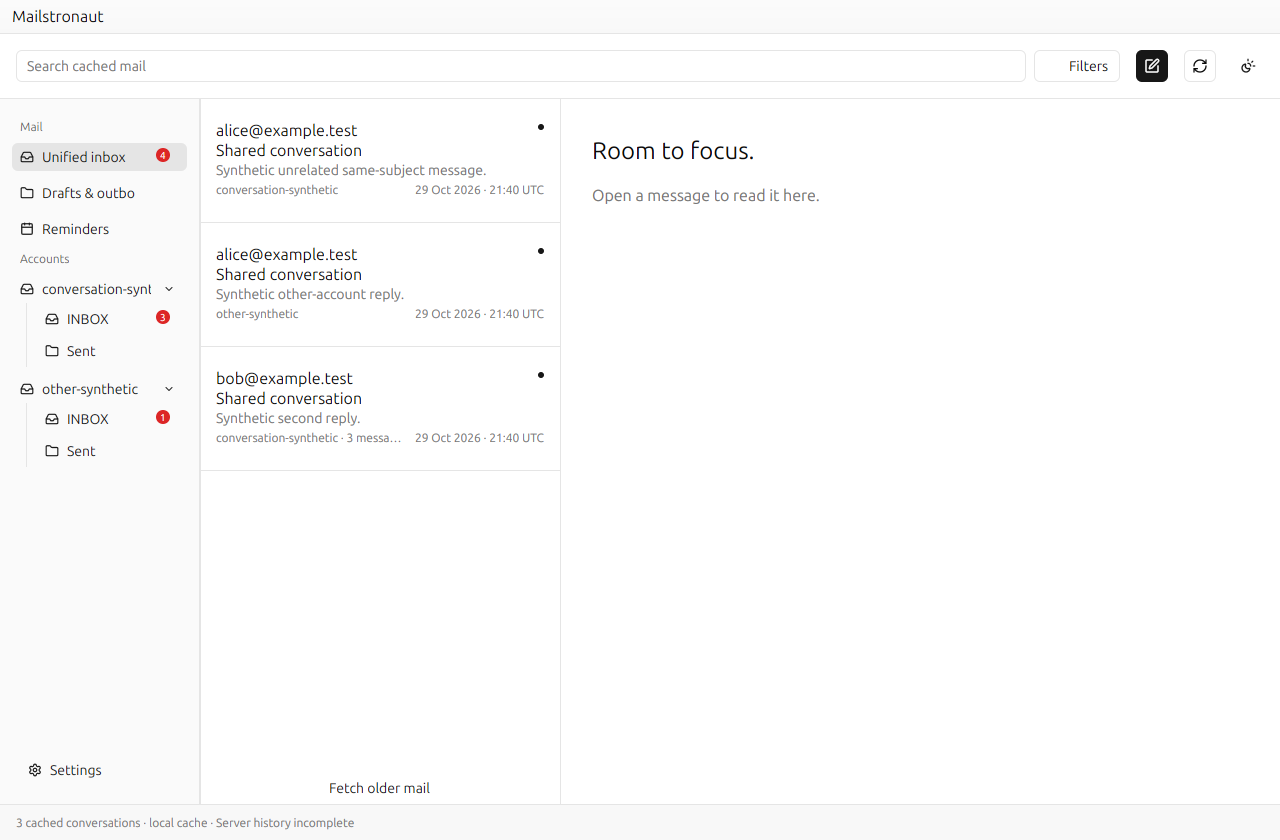 Mailstronaut
Search cached mail
Filters
Mail
Unified inbox 4
Drafts & outbo
Reminders
Accounts
conversation-synt
INBOX 3
Sent
other-synthetic
INBOX 1
Sent
Settings
alice@example.test
Shared conversation
Synthetic unrelated same-subject message.
conversation-synthetic 29 Oct 2026 · 21:40 UTC
alice@example.test
Shared conversation
Synthetic other-account reply.
other-synthetic 29 Oct 2026 · 21:40 UTC
bob@example.test
Shared conversation
Synthetic second reply.
conversation-synthetic · 3 messa… 29 Oct 2026 · 21:40 UTC
Fetch older mail
Room to focus.
Open a message to read it here.
3 cached conversations · local cache · Server history incomplete